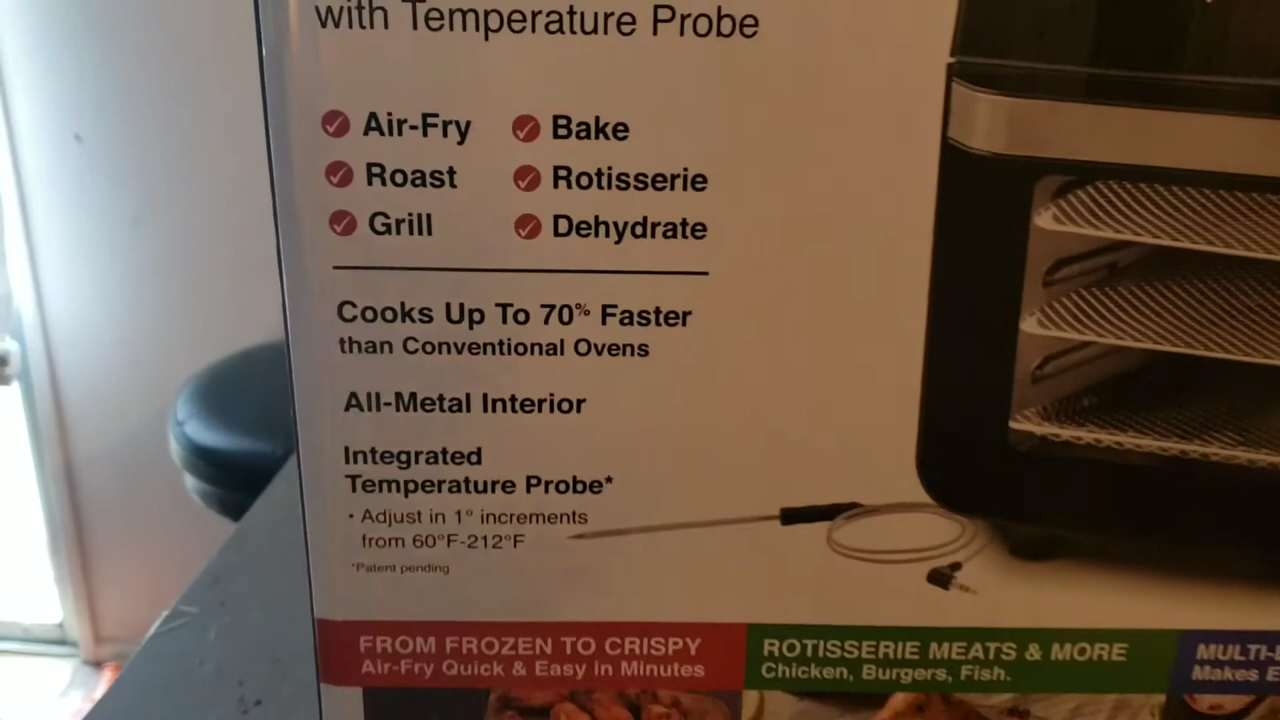 with Temperature Probe
Air-Fry
Bake
Roast
Rotisserie
Grill
Dehydrate
Cooks Up To 70% Faster
than Conventional Ovens
All-Metal Interior
Integrated
Temperature Probe*
• Adjust in 1° increments
from 60°F-212°F
*Patent pending
FROM FROZEN TO CRISPY
Air-Fry Quick & Easy in Minutes
ROTISSERIE MEATS & MORE
Chicken, Burgers, Fish.
MULTI-
Makes